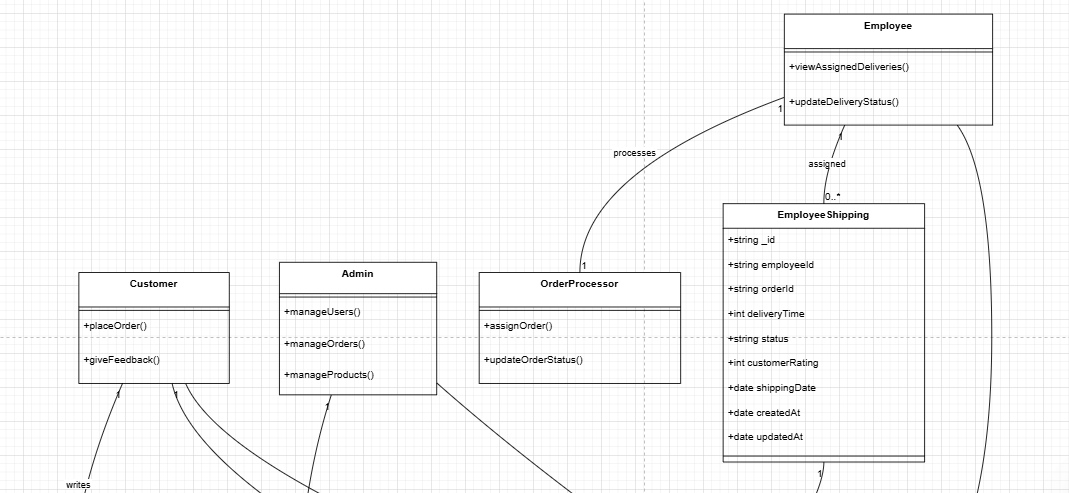 Employee
+viewAssignedDeliveries()
+updateDeliveryStatus()
1
1
processes
assigned
0..*
EmployeeShipping
+string _id
+string employeeId
+string orderId
+int deliveryTime
+string status
+int customerRating
+date shippingDate
+date createdAt
+date updatedAt
1
1
OrderProcessor
+assignOrder()
+updateOrderStatus()
Admin
+manageUsers()
+manageOrders()
+manageProducts()
1
Customer
+placeOrder()
+giveFeedback()
1
1
writes